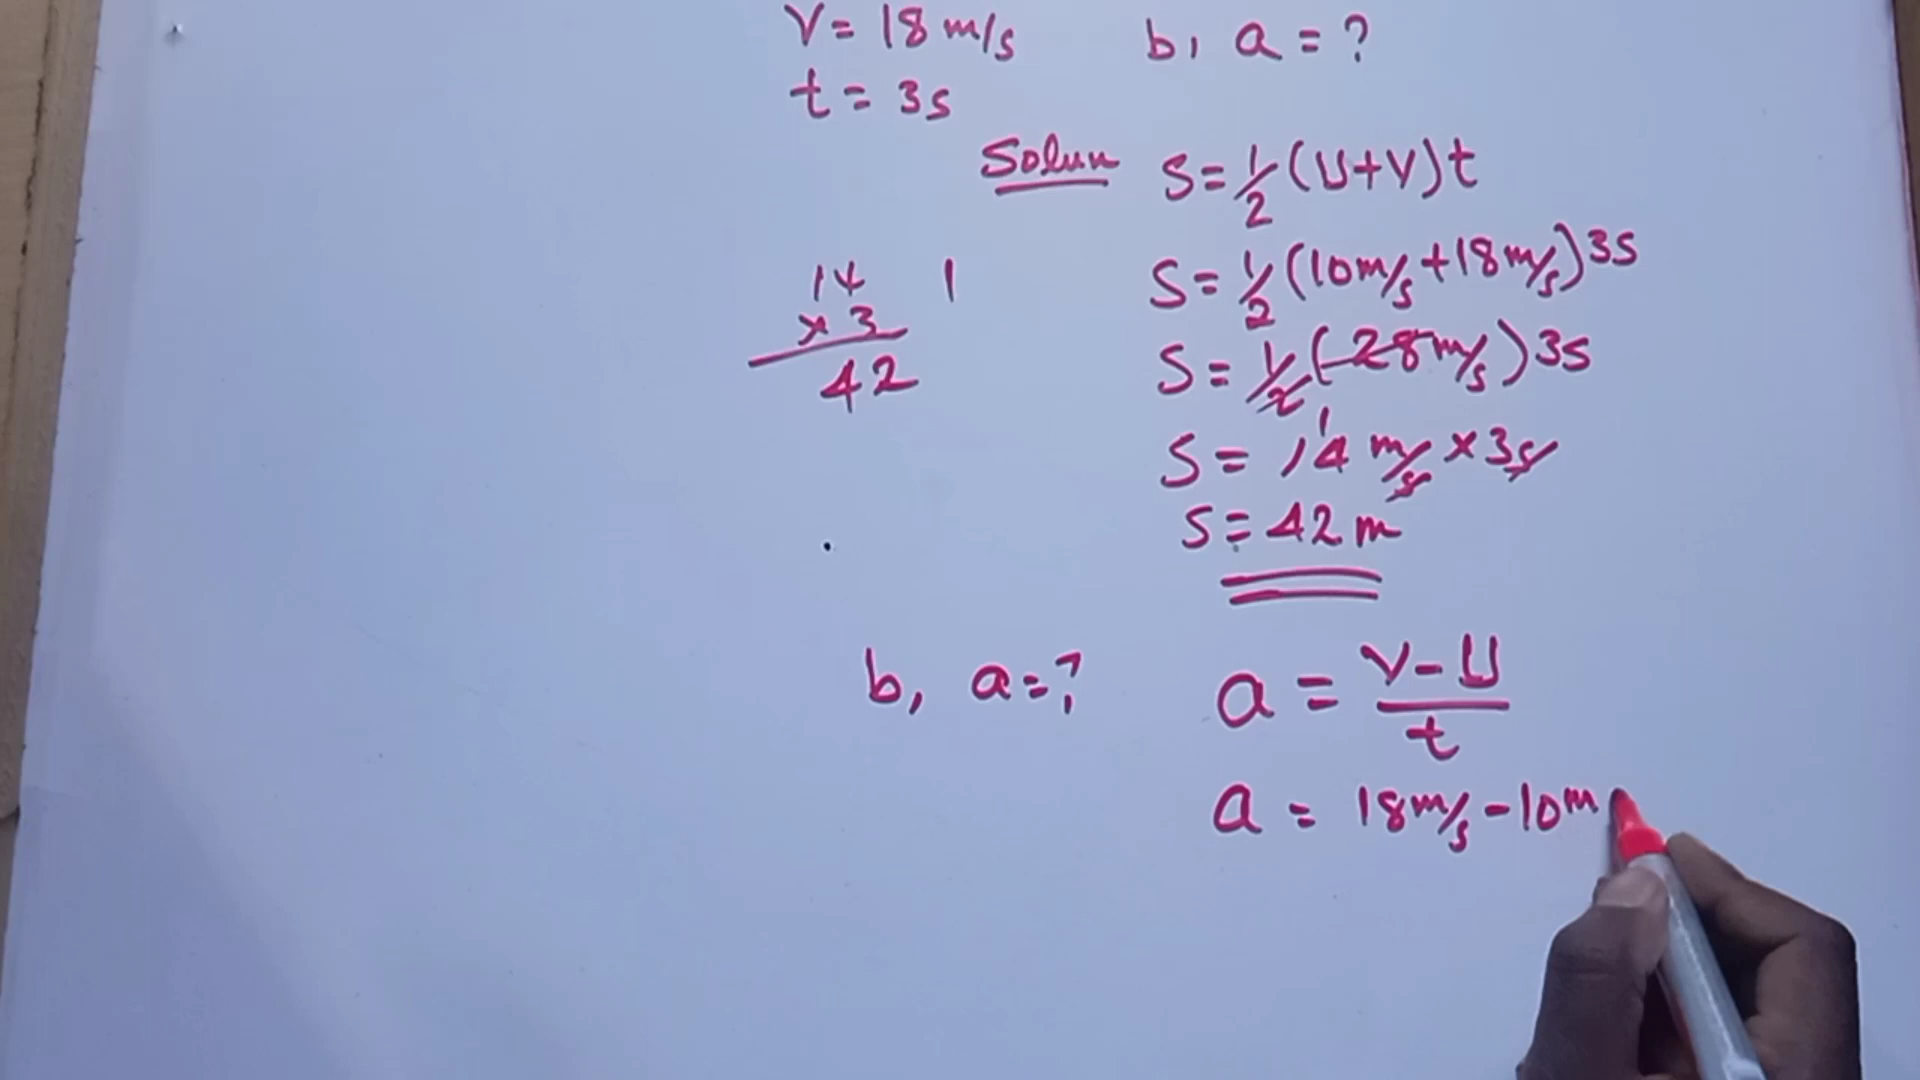 V = 18 m/s b, a = ?
t = 3s
Solun S = 1/2 (U+V)t
S = 1/2 (10m/s + 18m/s) 3s
14 1
x 3
42
S = 1/2 (28m/s) 3s
S = 14 m/s x 3s
S = 42 m
b, a = ? a = V - U / t
a = 18m/s - 10m